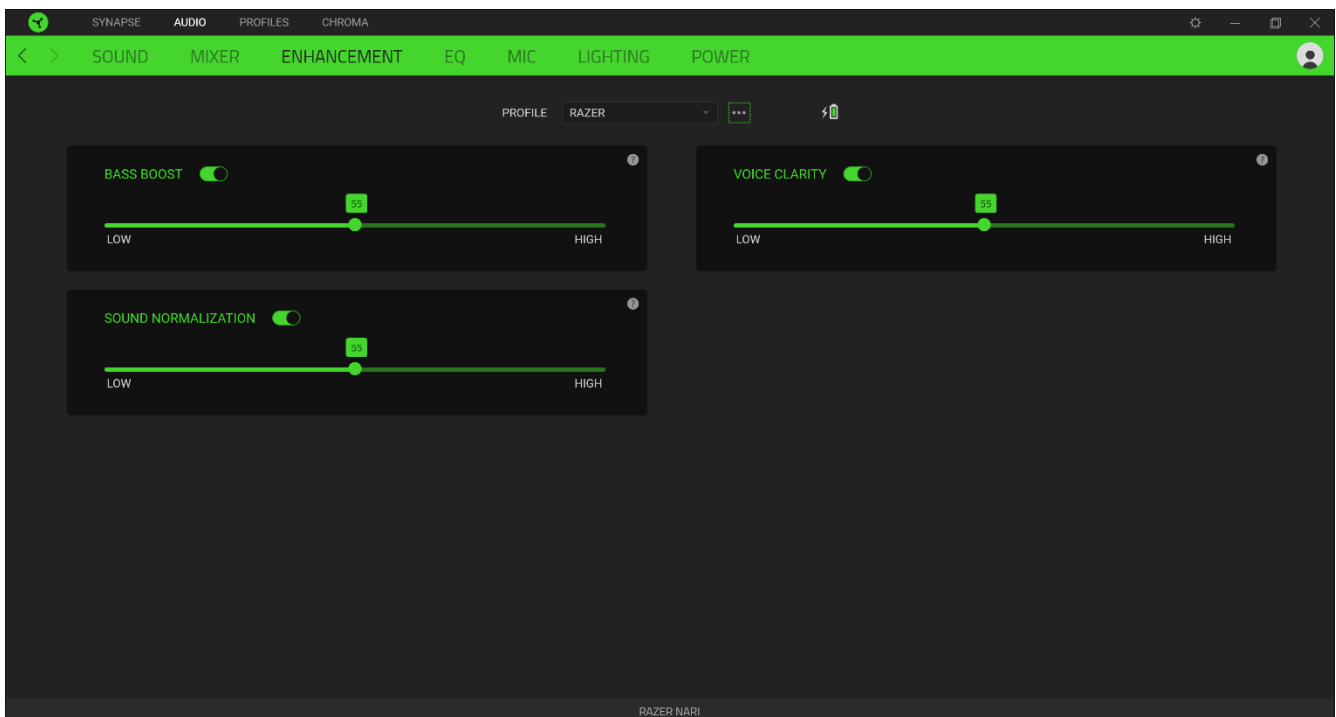 SYNAPSE AUDIO PROFILES CHROMA
SOUND MIXER ENHANCEMENT EQ MIC LIGHTING POWER
PROFILE RAZER
BASS BOOST
55
LOW HIGH
VOICE CLARITY
55
LOW HIGH
SOUND NORMALIZATION
55
LOW HIGH
RAZER NARI